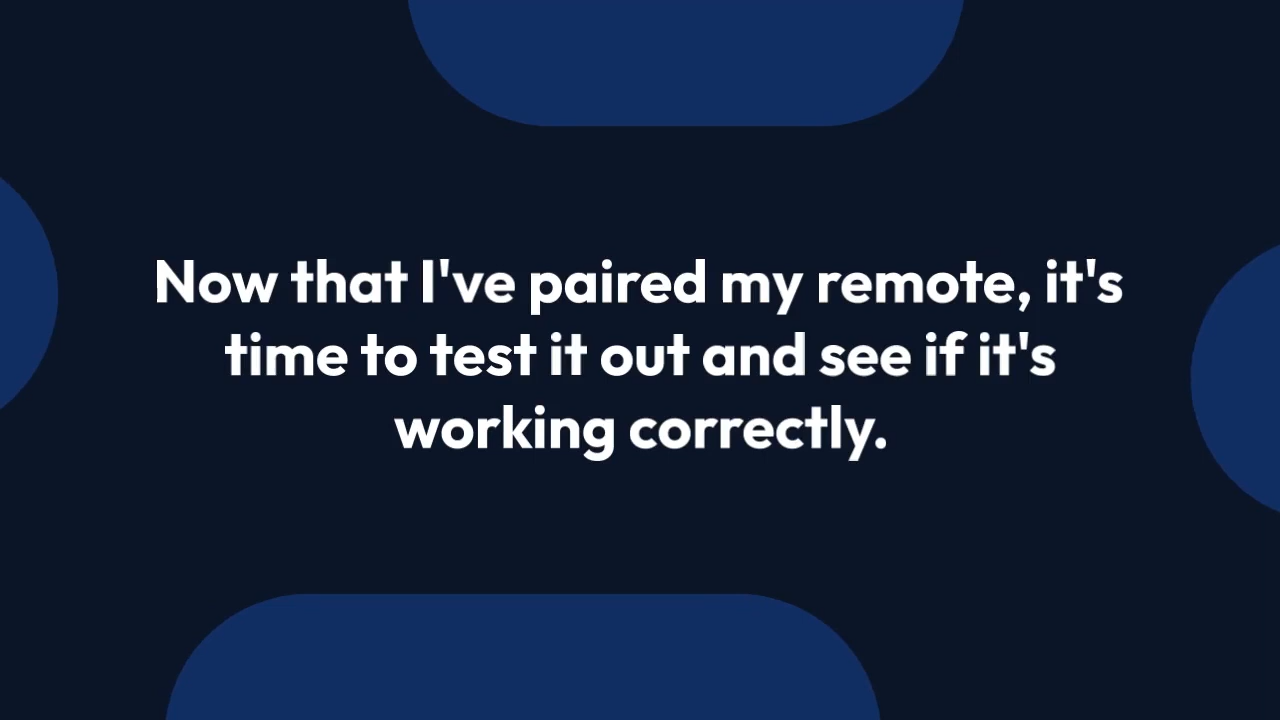 Now that I've paired my remote, it's
time to test it out and see if it's
working correctly.